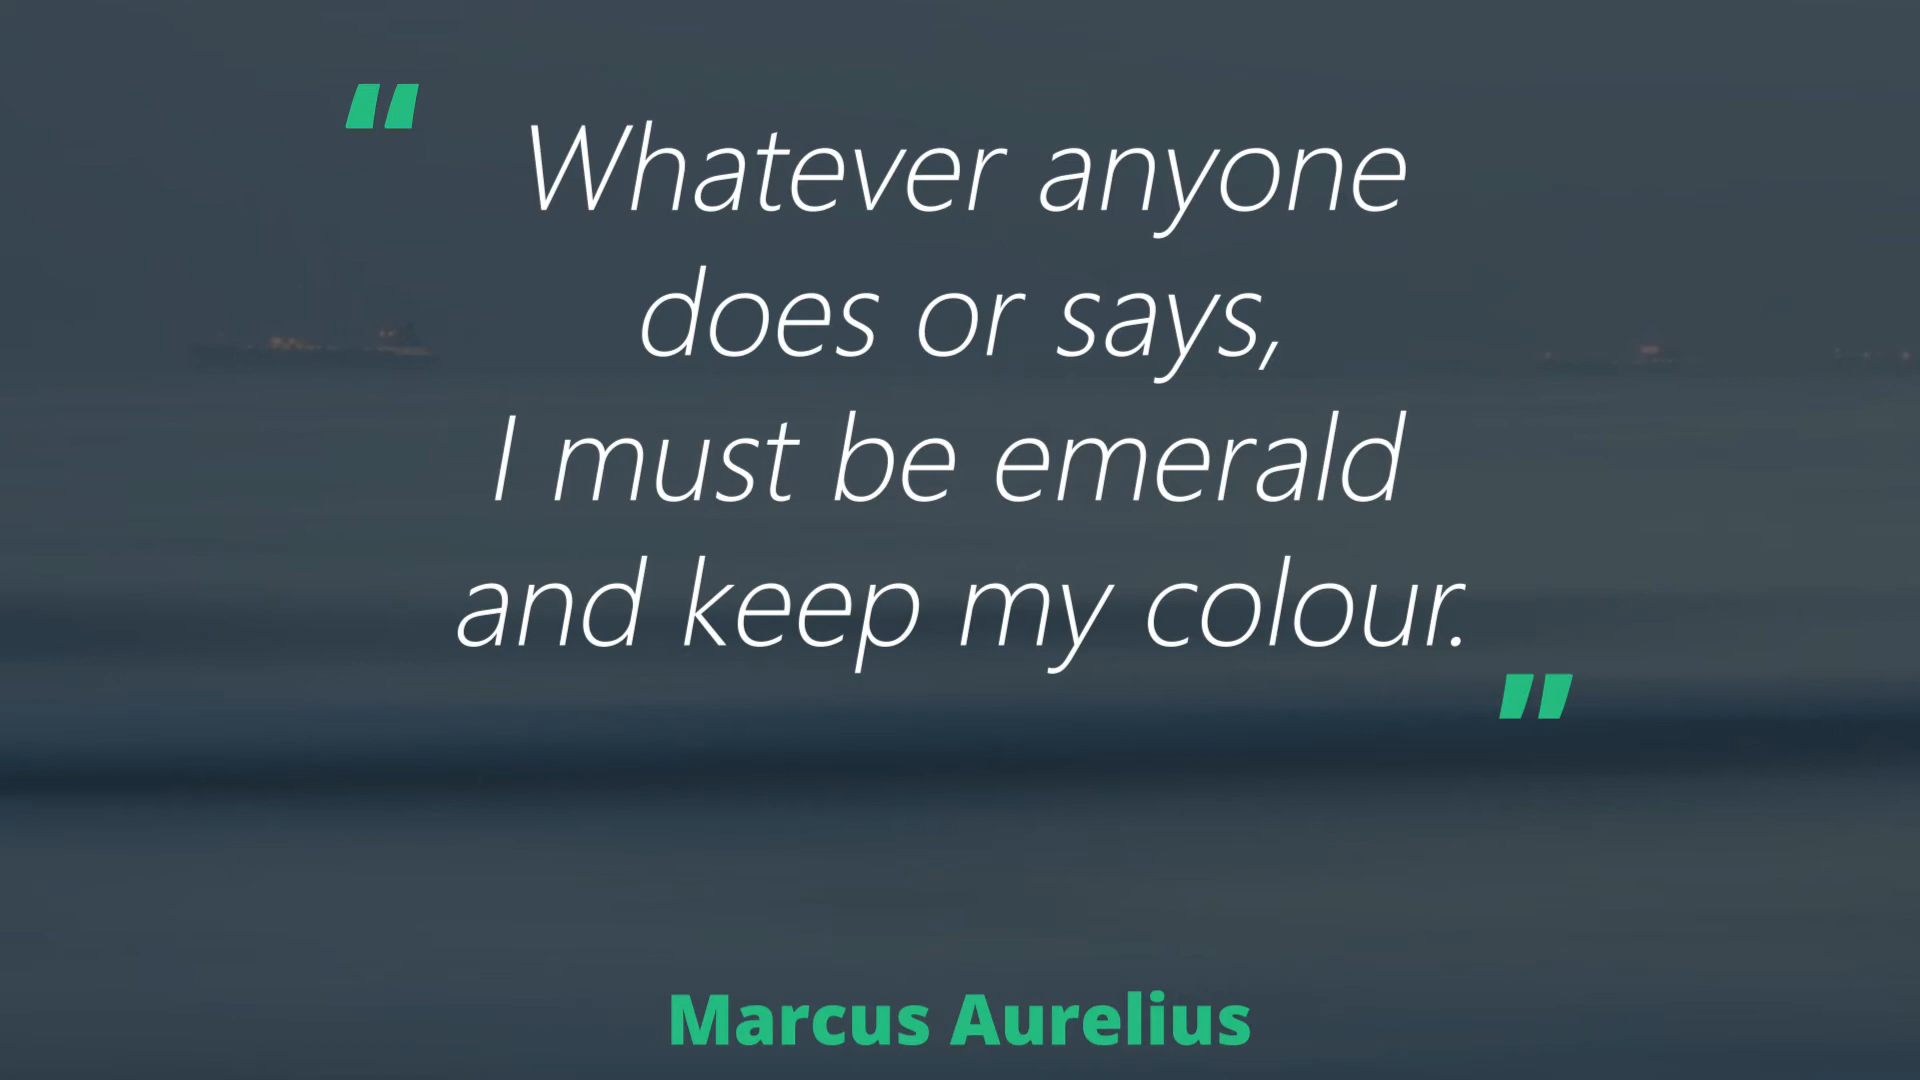 “
Whatever anyone
does or says,
I must be emerald
and keep my colour.
”
Marcus Aurelius